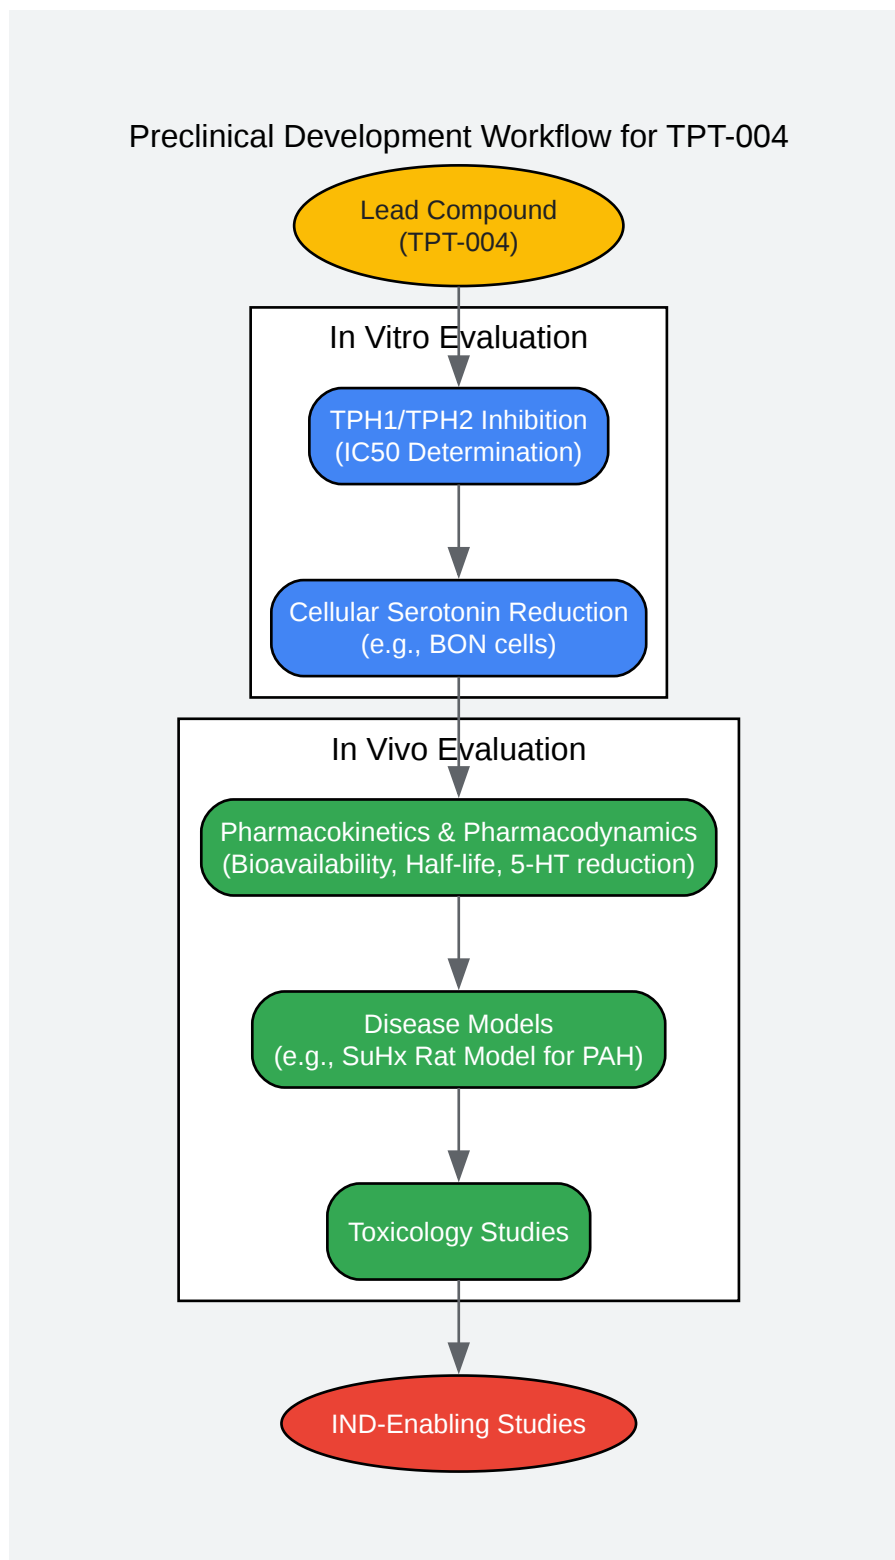 Preclinical Development Workflow for TPT-004
Lead Compound
(TPT-004)
In Vitro Evaluation
TPH1/TPH2 Inhibition
(IC50 Determination)
Cellular Serotonin Reduction
(e.g., BON cells)
In Vivo Evaluation
Pharmacokinetics & Pharmacodynamics
(Bioavailability, Half-life, 5-HT reduction)
Disease Models
(e.g., SuHx Rat Model for PAH)
Toxicology Studies
IND-Enabling Studies